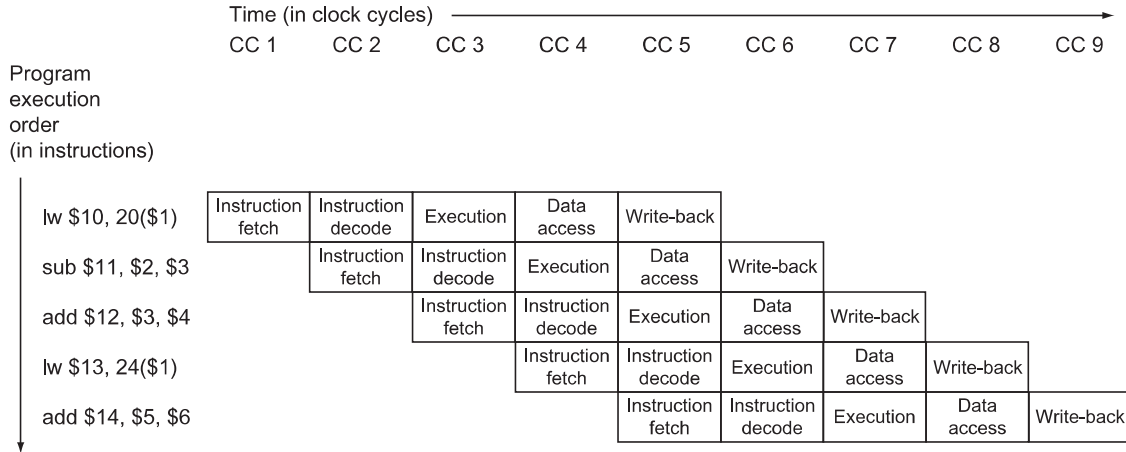 Time (in clock cycles)
CC 1 CC 2 CC 3 CC 4 CC 5 CC 6 CC 7 CC 8 CC 9
Program
execution
order
(in instructions)
lw $10, 20($1) Instruction fetch Instruction decode Execution Data access Write-back
sub $11, $2, $3 Instruction fetch Instruction decode Execution Data access Write-back
add $12, $3, $4 Instruction fetch Instruction decode Execution Data access Write-back
lw $13, 24($1) Instruction fetch Instruction decode Execution Data access Write-back
add $14, $5, $6 Instruction fetch Instruction decode Execution Data access Write-back